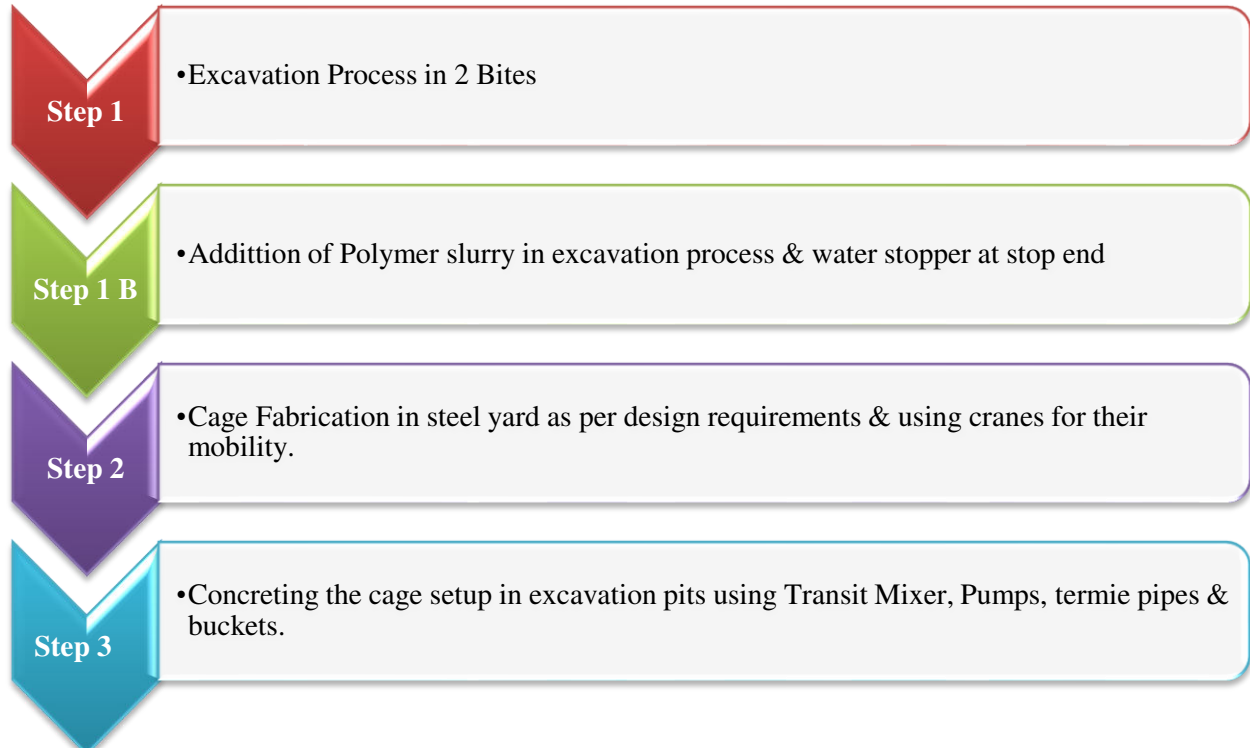 Step 1
•Excavation Process in 2 Bites
Step 1 B
•Addittion of Polymer slurry in excavation process & water stopper at stop end
Step 2
•Cage Fabrication in steel yard as per design requirements & using cranes for their
mobility.
Step 3
•Concreting the cage setup in excavation pits using Transit Mixer, Pumps, termie pipes &
buckets.